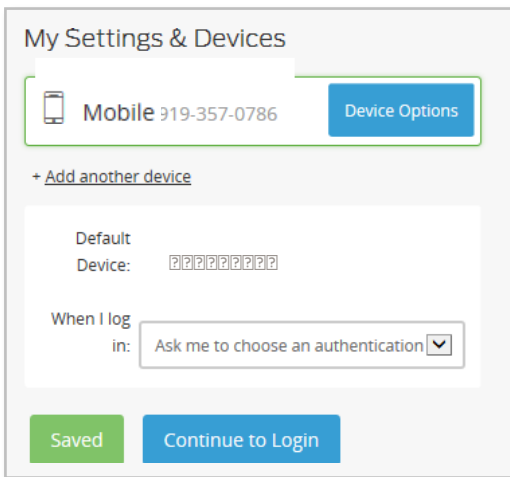 My Settings & Devices
Mobile 919-357-0786
Device Options
+ Add another device
Default
Device:
When I log
in:
Ask me to choose an authentication
Saved
Continue to Login